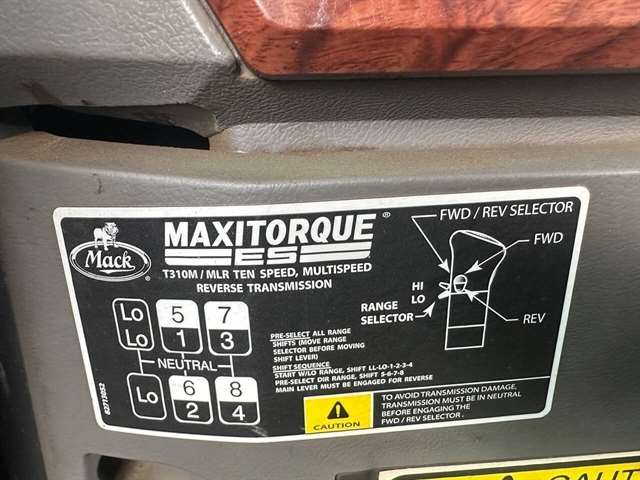 Mack
MAXITORQUE®
ES
T310M/MLR TEN SPEED, MULTISPEED
REVERSE TRANSMISSION
Lo 5 7
Lo 1 3
NEUTRAL
6 8
Lo 2 4
82713052
PRE-SELECT ALL RANGE
SHIFTS (MOVE RANGE
SELECTOR BEFORE MOVING
SHIFT LEVER)
SHIFT SEQUENCE
START W/LO RANGE, SHIFT LL-LO-1-2-3-4
PRE-SELECT DIR RANGE, SHIFT 5-6-7-8
MAIN LEVER MUST BE ENGAGED FOR REVERSE
FWD / REV SELECTOR
FWD
HI
LO
RANGE
SELECTOR
REV
CAUTION
TO AVOID TRANSMISSION DAMAGE,
TRANSMISSION MUST BE IN NEUTRAL
BEFORE ENGAGING THE
FWD / REV SELECTOR.